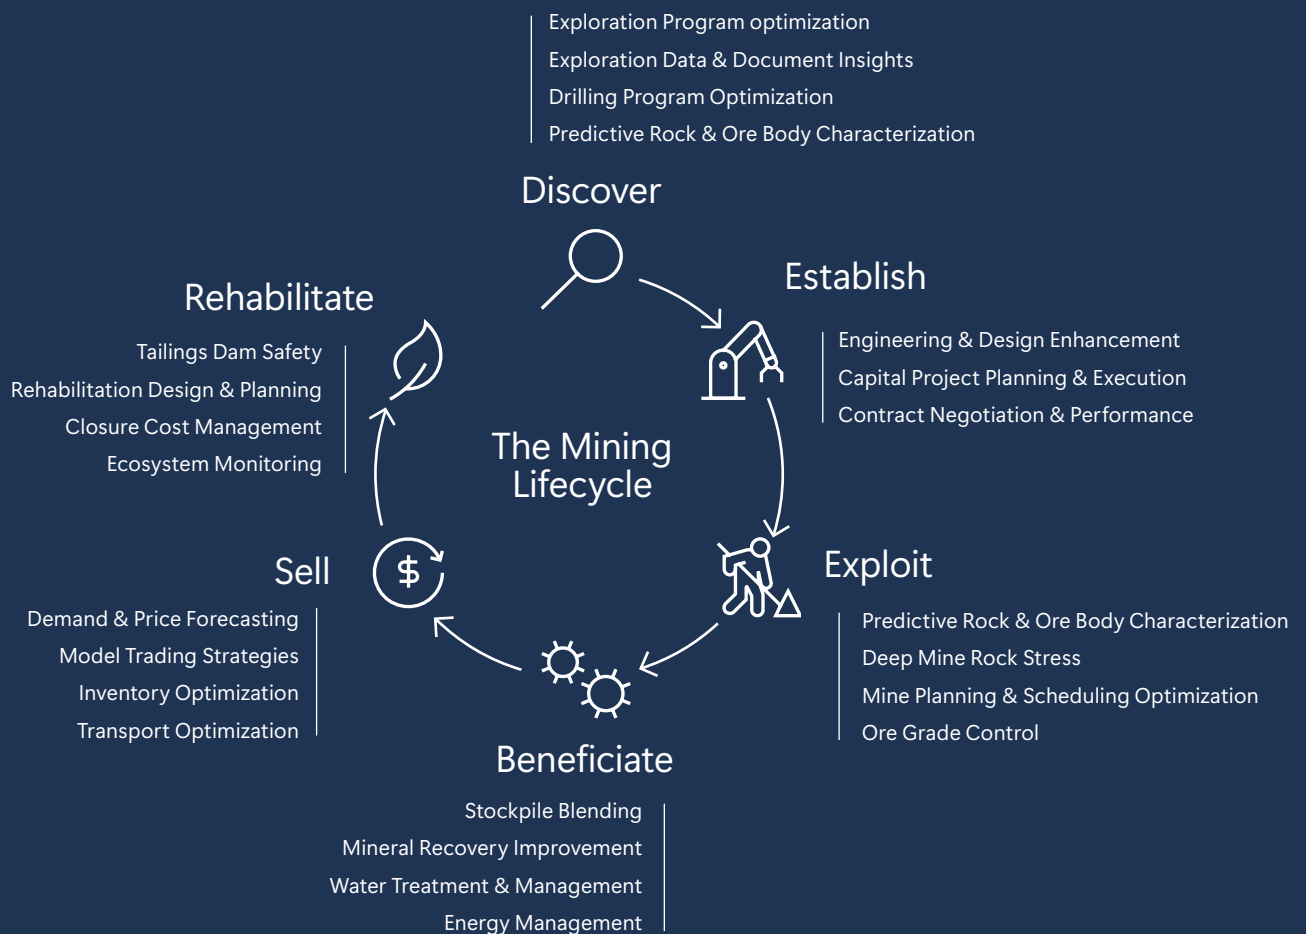 Exploration Program optimization
Exploration Data & Document Insights
Drilling Program Optimization
Predictive Rock & Ore Body Characterization
Discover
Establish
Engineering & Design Enhancement
Capital Project Planning & Execution
Contract Negotiation & Performance
Exploit
Predictive Rock & Ore Body Characterization
Deep Mine Rock Stress
Mine Planning & Scheduling Optimization
Ore Grade Control
Beneficiate
Stockpile Blending
Mineral Recovery Improvement
Water Treatment & Management
Energy Management
Sell
$
Demand & Price Forecasting
Model Trading Strategies
Inventory Optimization
Transport Optimization
Rehabilitate
Tailings Dam Safety
Rehabilitation Design & Planning
Closure Cost Management
Ecosystem Monitoring
The Mining
Lifecycle